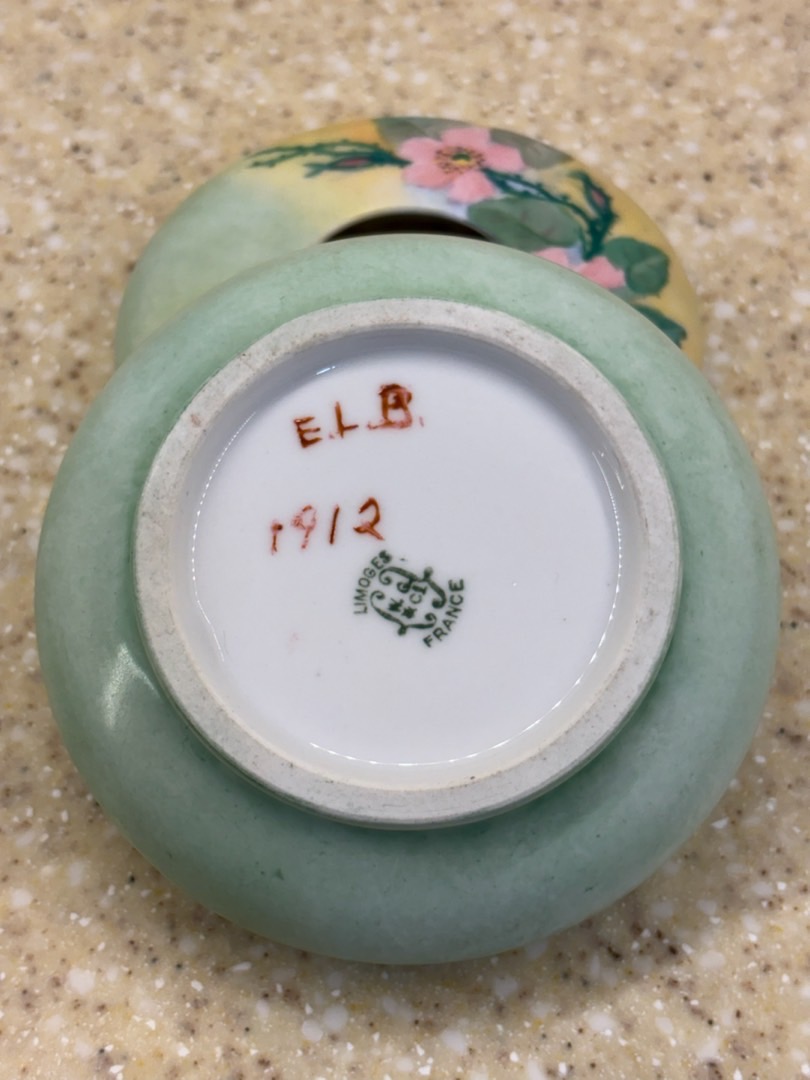 E.L.B.
1912
LIMOGES
FRANCE